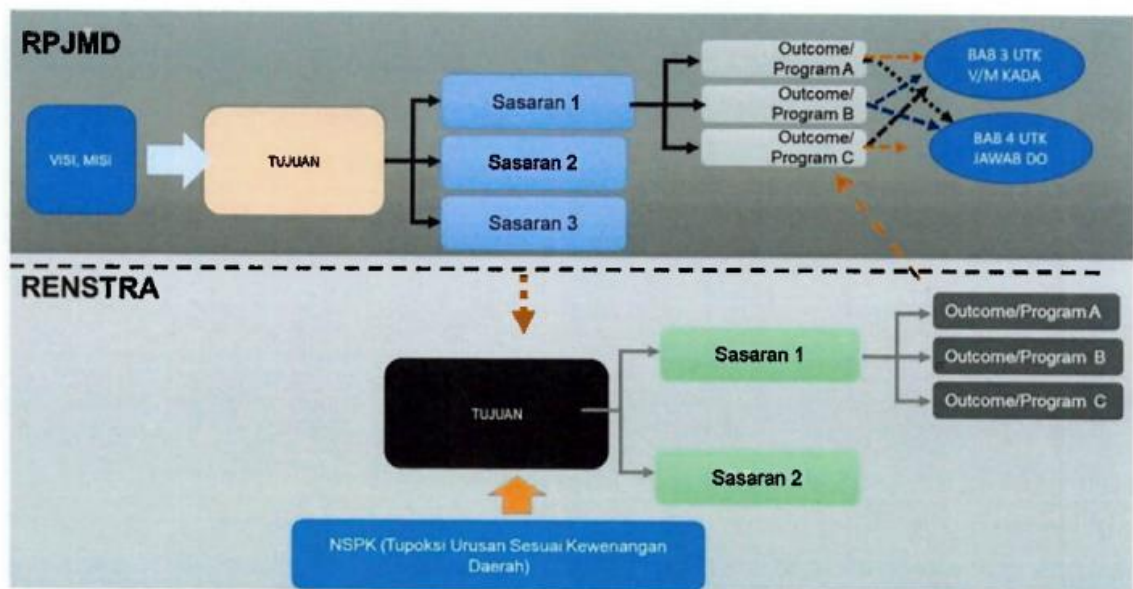 RPJMD
VISI, MISI
TUJUAN
Sasaran 1
Sasaran 2
Sasaran 3
Outcome/
Program A
Outcome/
Program B
Outcome/
Program C
BAB 3 UTK
V/M KADA
BAB 4 UTK
JAWAB DO
RENSTRA
TUJUAN
Sasaran 1
Sasaran 2
Outcome/Program A
Outcome/Program B
Outcome/Program C
NSPK (Tupoksi Urusan Sesuai Kewenangan
Daerah)